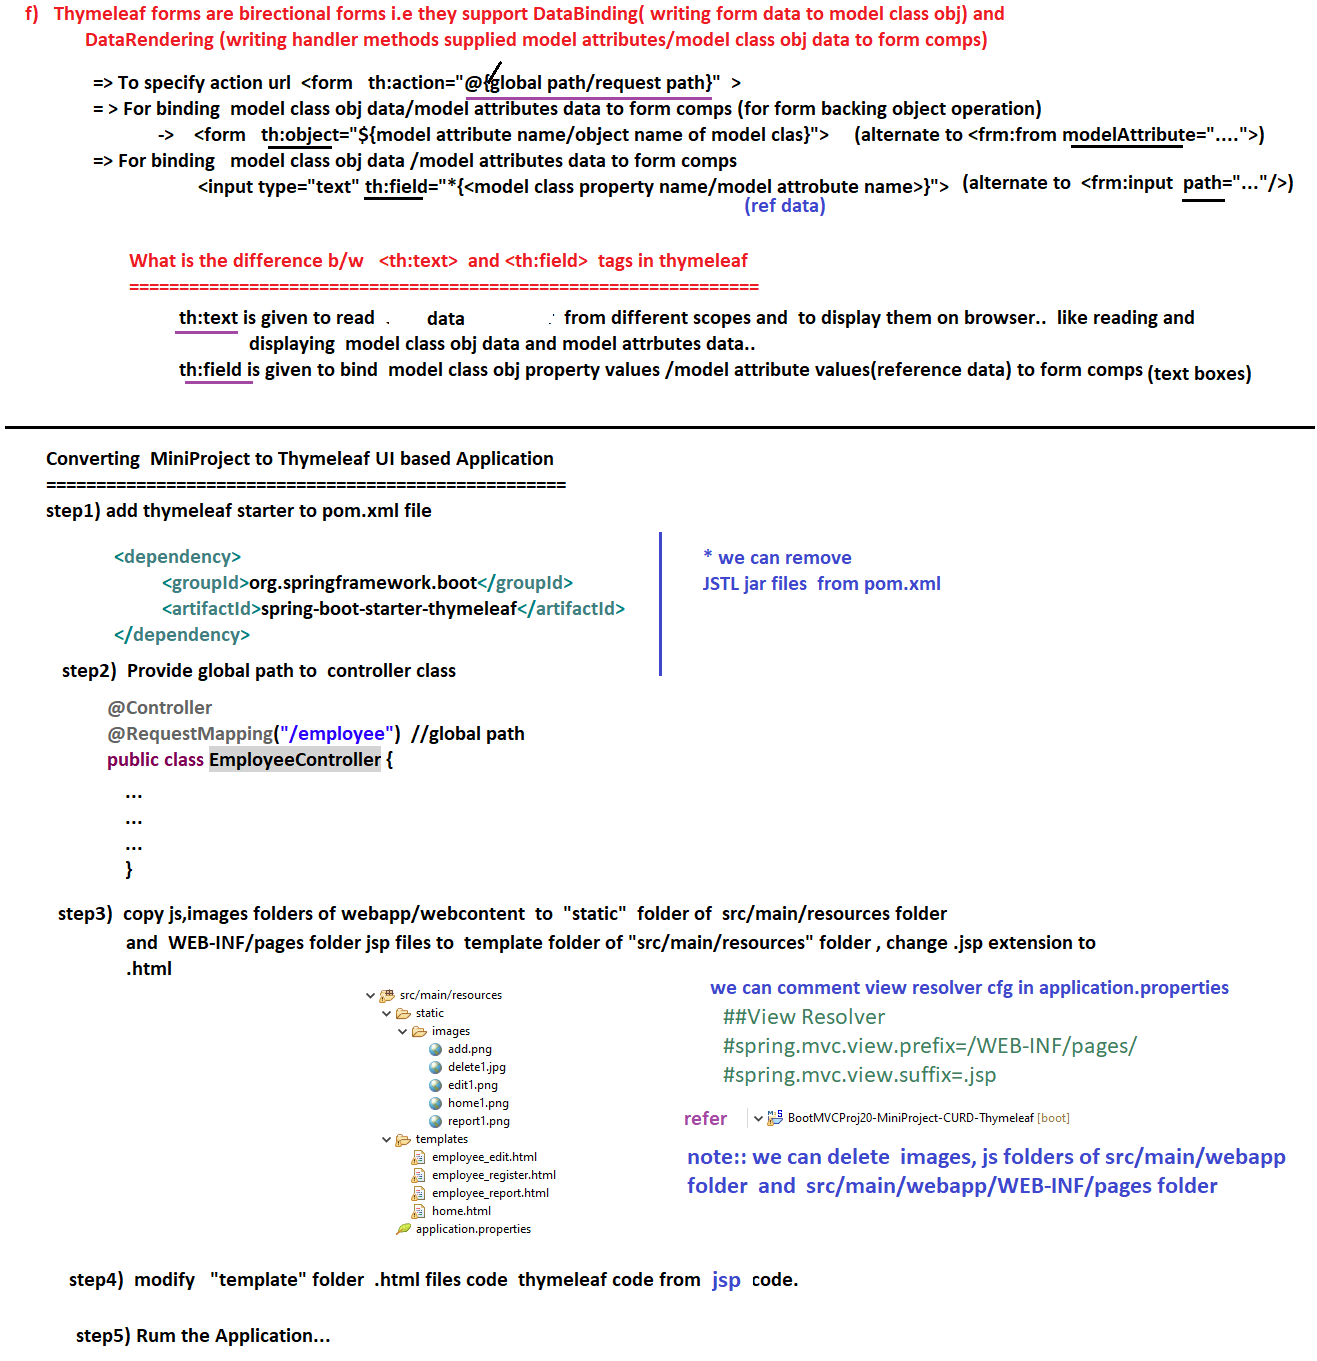 f) Thymeleaf forms are birectional forms i.e they support DataBinding( writing form data to model class obj) and
DataRendering (writing handler methods supplied model attributes/model class obj data to form comps)
=> To specify action url <form th:action="@{global path/request path}" >
= > For binding model class obj data/model attributes data to form comps (for form backing object operation)
-> <form th:object="${model attribute name/object name of model clas}"> (alternate to <frm:from modelAttribute="....">)
=> For binding model class obj data /model attributes data to form comps
<input type="text" th:field="*{<model class property name/model attrobute name>}"> (alternate to <frm:input path="..."/>)
(ref data)
What is the difference b/w <th:text> and <th:field> tags in thymeleaf
===============================================================
th:text is given to read data from different scopes and to display them on browser.. like reading and
displaying model class obj data and model attrbutes data..
th:field is given to bind model class obj property values /model attribute values(reference data) to form comps (text boxes)
Converting MiniProject to Thymeleaf UI based Application
====================================================
step1) add thymeleaf starter to pom.xml file
<dependency>
<groupId>org.springframework.boot</groupId>
<artifactId>spring-boot-starter-thymeleaf</artifactId>
</dependency>
* we can remove
JSTL jar files from pom.xml
step2) Provide global path to controller class
@Controller
@RequestMapping("/employee") //global path
public class EmployeeController {
...
...
...
}
step3) copy js,images folders of webapp/webcontent to "static" folder of src/main/resources folder
and WEB-INF/pages folder jsp files to template folder of "src/main/resources" folder , change .jsp extension to
.html
src/main/resources
static
images
add.png
delete1.jpg
edit1.png
home1.png
report1.png
templates
employee_edit.html
employee_register.html
employee_report.html
home.html
application.properties
we can comment view resolver cfg in application.properties
##View Resolver
#spring.mvc.view.prefix=/WEB-INF/pages/
#spring.mvc.view.suffix=.jsp
refer BootMVCProj20-MiniProject-CURD-Thymeleaf [boot]
note:: we can delete images, js folders of src/main/webapp
folder and src/main/webapp/WEB-INF/pages folder
step4) modify "template" folder .html files code thymeleaf code from jsp code.
step5) Rum the Application...